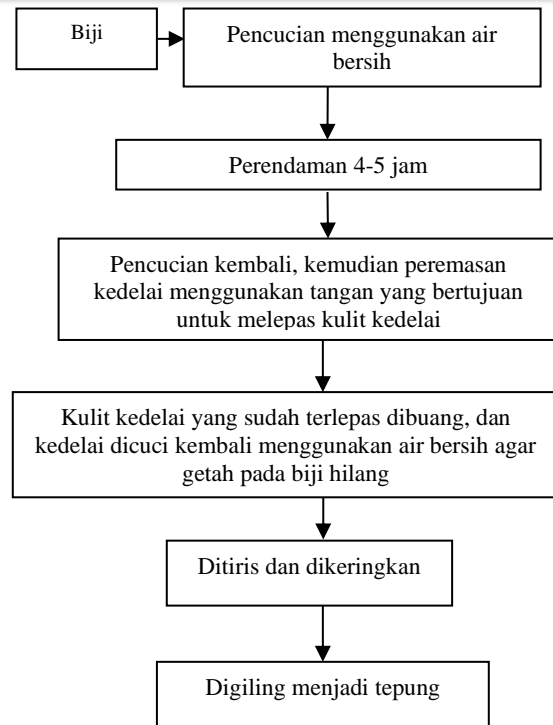 Biji
Pencucian menggunakan air
bersih
Perendaman 4-5 jam
Pencucian kembali, kemudian peremasan
kedelai menggunakan tangan yang bertujuan
untuk melepas kulit kedelai
Kulit kedelai yang sudah terlepas dibuang, dan
kedelai dicuci kembali menggunakan air bersih agar
getah pada biji hilang
Ditiris dan dikeringkan
Digiling menjadi tepung